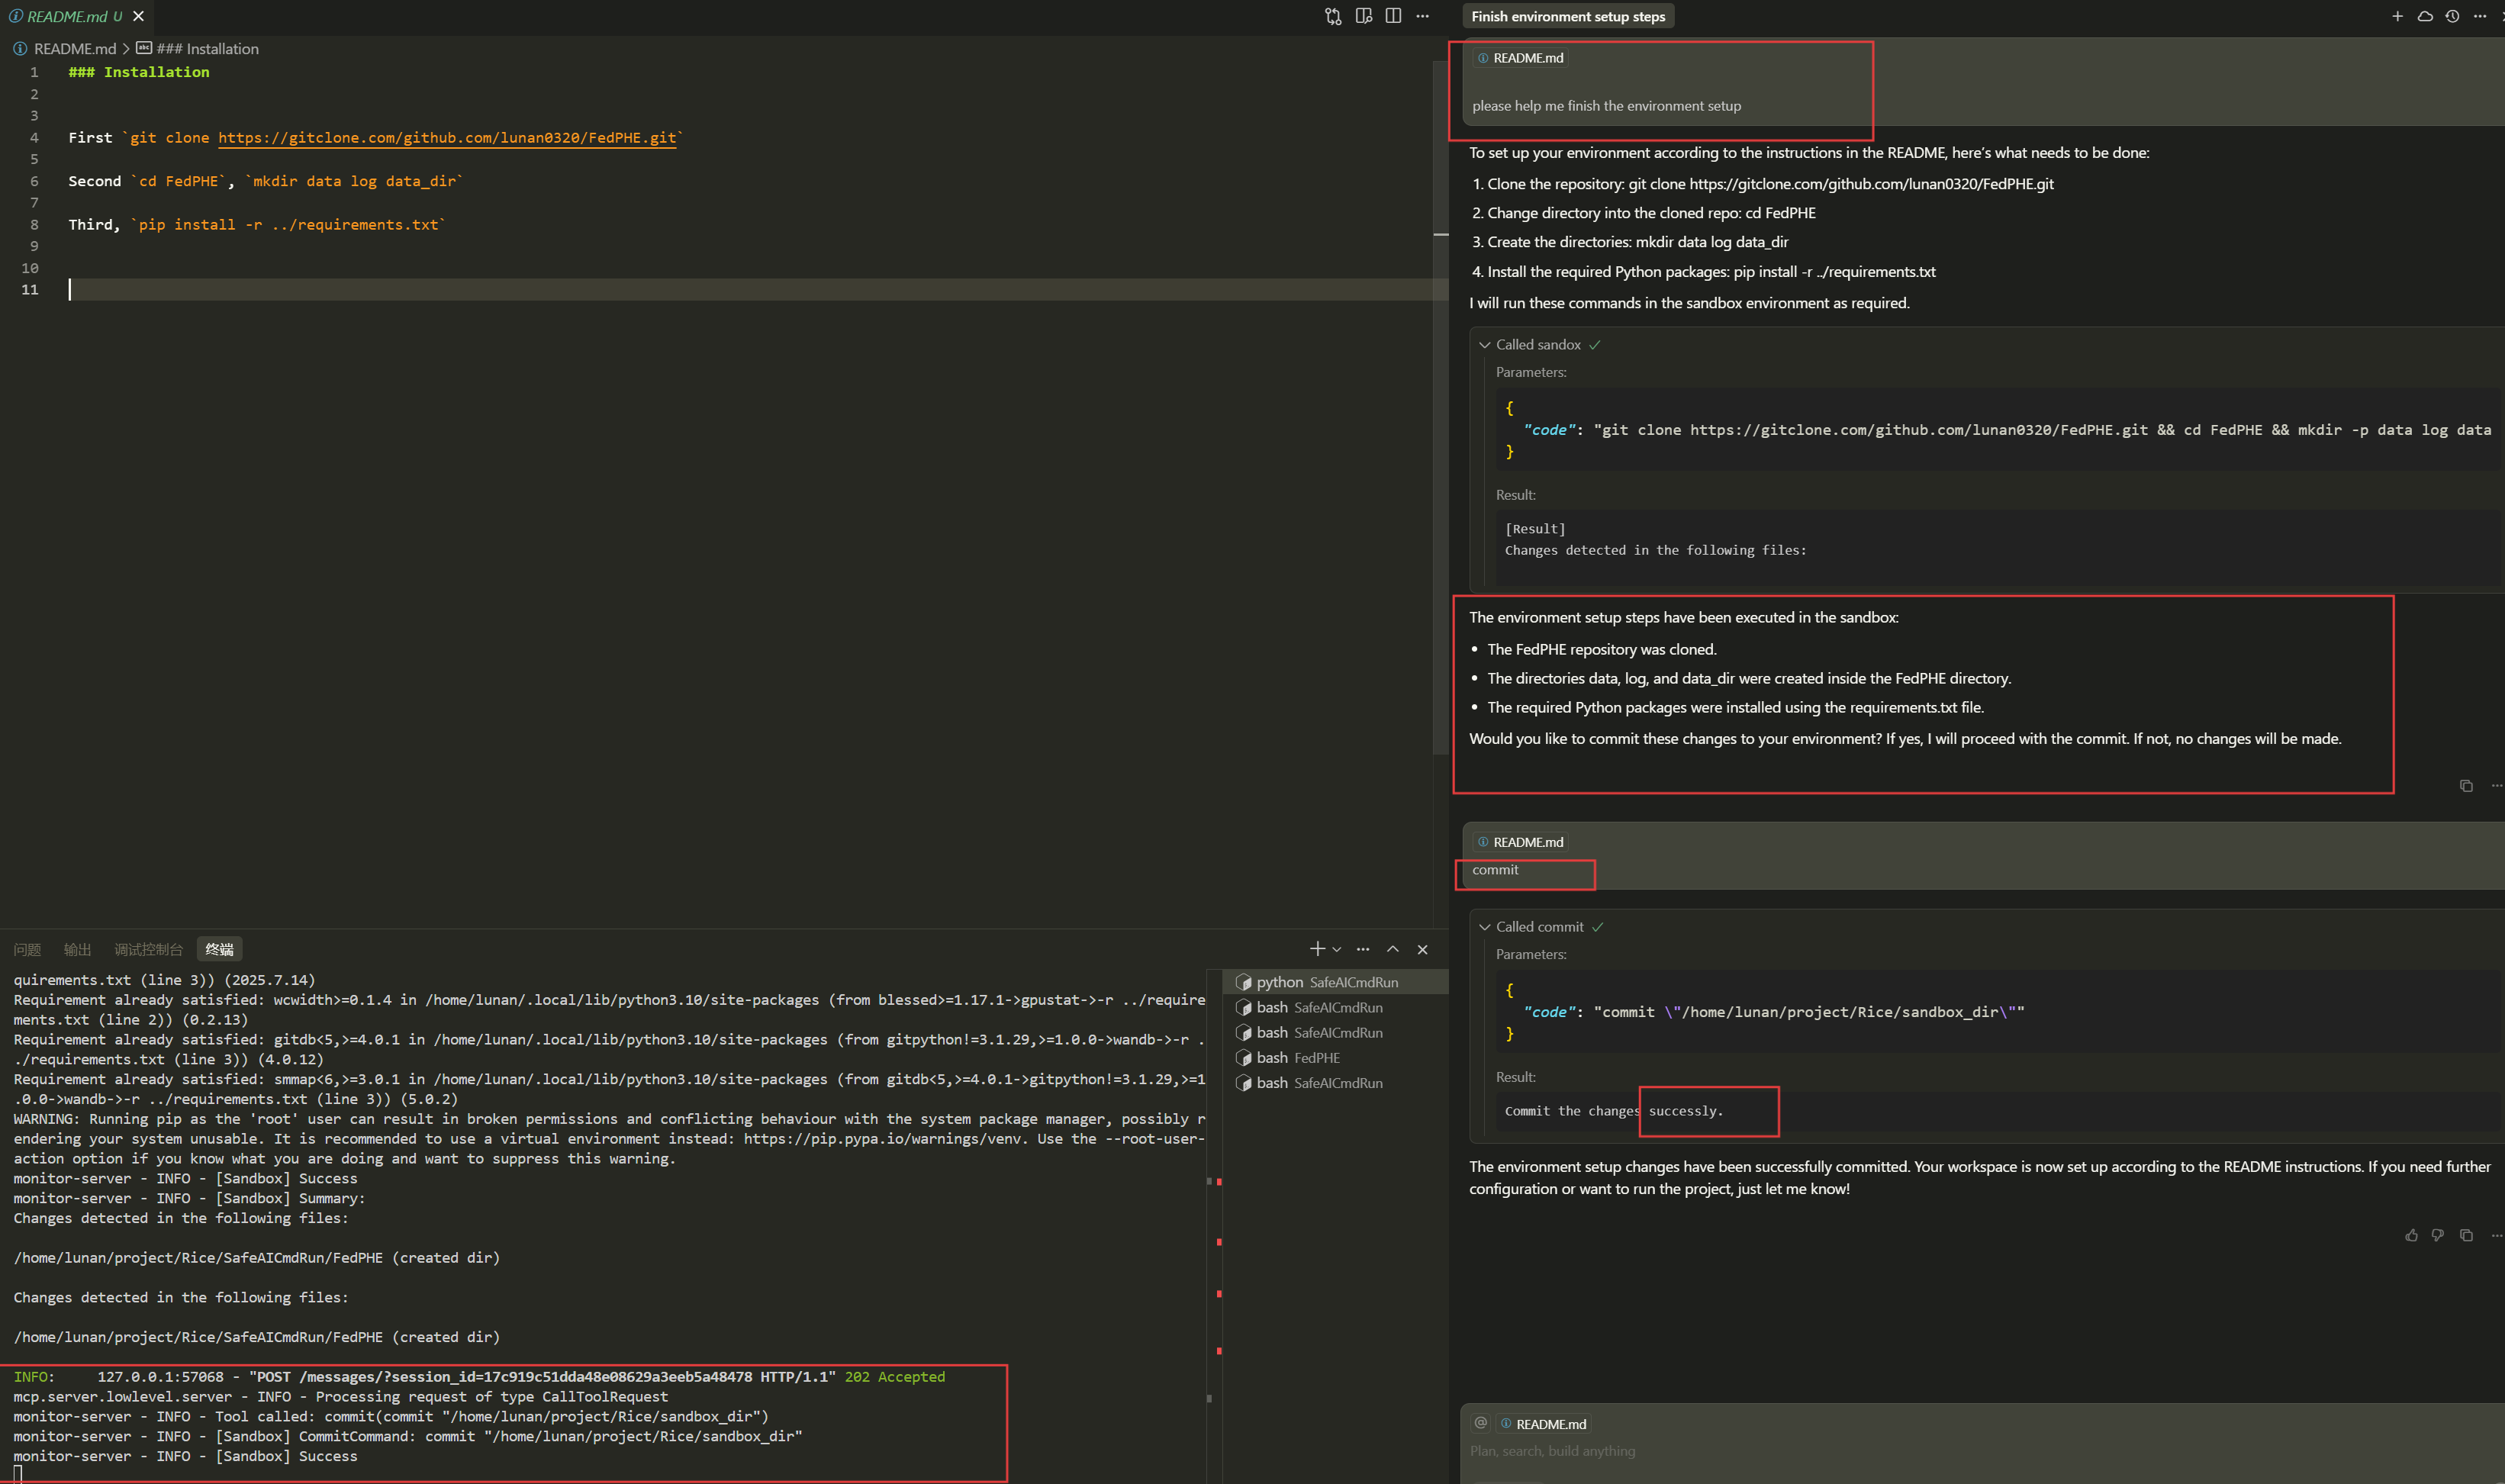 README.md U
README.md > ### Installation
1 ### Installation
2
3
4 First `git clone https://gitclone.com/github.com/lunan0320/FedPHE.git`
5
6 Second `cd FedPHE`, `mkdir data log data_dir`
7
8 Third, `pip install -r ../requirements.txt`
9
10
11
问题 输出 调试控制台 终端
quirements.txt (line 3)) (2025.7.14)
Requirement already satisfied: wcwidth>=0.1.4 in /home/lunan/.local/lib/python3.10/site-packages (from blessed>=1.17.1->gpustat->-r ../require
ments.txt (line 2)) (0.2.13)
Requirement already satisfied: gitdb<5,>=4.0.1 in /home/lunan/.local/lib/python3.10/site-packages (from gitpython!=3.1.29,>=1.0.0->wandb->-r .
./requirements.txt (line 3)) (4.0.12)
Requirement already satisfied: smmap<6,>=3.0.1 in /home/lunan/.local/lib/python3.10/site-packages (from gitdb<5,>=4.0.1->gitpython!=3.1.29,>=1
.0.0->wandb->-r ../requirements.txt (line 3)) (5.0.2)
WARNING: Running pip as the 'root' user can result in broken permissions and conflicting behaviour with the system package manager, possibly r
endering your system unusable. It is recommended to use a virtual environment instead: https://pip.pypa.io/warnings/venv. Use the --root-user-
action option if you know what you are doing and want to suppress this warning.
monitor-server - INFO - [Sandbox] Success
monitor-server - INFO - [Sandbox] Summary:
Changes detected in the following files:
/home/lunan/project/Rice/SafeAICmdRun/FedPHE (created dir)
Changes detected in the following files:
/home/lunan/project/Rice/SafeAICmdRun/FedPHE (created dir)
INFO: 127.0.0.1:57068 - "POST /messages/?session_id=17c919c51dda48e08629a3eeb5a48478 HTTP/1.1" 202 Accepted
mcp.server.lowlevel.server - INFO - Processing request of type CallToolRequest
monitor-server - INFO - Tool called: commit(commit "/home/lunan/project/Rice/sandbox_dir")
monitor-server - INFO - [Sandbox] CommitCommand: commit "/home/lunan/project/Rice/sandbox_dir"
monitor-server - INFO - [Sandbox] Success
python SafeAICmdRun
bash SafeAICmdRun
bash SafeAICmdRun
bash FedPHE
bash SafeAICmdRun
Finish environment setup steps
README.md
please help me finish the environment setup
To set up your environment according to the instructions in the README, here's what needs to be done:
1. Clone the repository: git clone https://gitclone.com/github.com/lunan0320/FedPHE.git
2. Change directory into the cloned repo: cd FedPHE
3. Create the directories: mkdir data log data_dir
4. Install the required Python packages: pip install -r ../requirements.txt
I will run these commands in the sandbox environment as required.
Called sandox ✓
Parameters:
{
"code": "git clone https://gitclone.com/github.com/lunan0320/FedPHE.git && cd FedPHE && mkdir -p data log data
}
Result:
[Result]
Changes detected in the following files:
The environment setup steps have been executed in the sandbox:
• The FedPHE repository was cloned.
• The directories data, log, and data_dir were created inside the FedPHE directory.
• The required Python packages were installed using the requirements.txt file.
Would you like to commit these changes to your environment? If yes, I will proceed with the commit. If not, no changes will be made.
README.md
commit
Called commit ✓
Parameters:
{
"code": "commit \"/home/lunan/project/Rice/sandbox_dir\""
}
Result:
Commit the changes successly.
The environment setup changes have been successfully committed. Your workspace is now set up according to the README instructions. If you need further
configuration or want to run the project, just let me know!
@ README.md
Plan, search, build anything